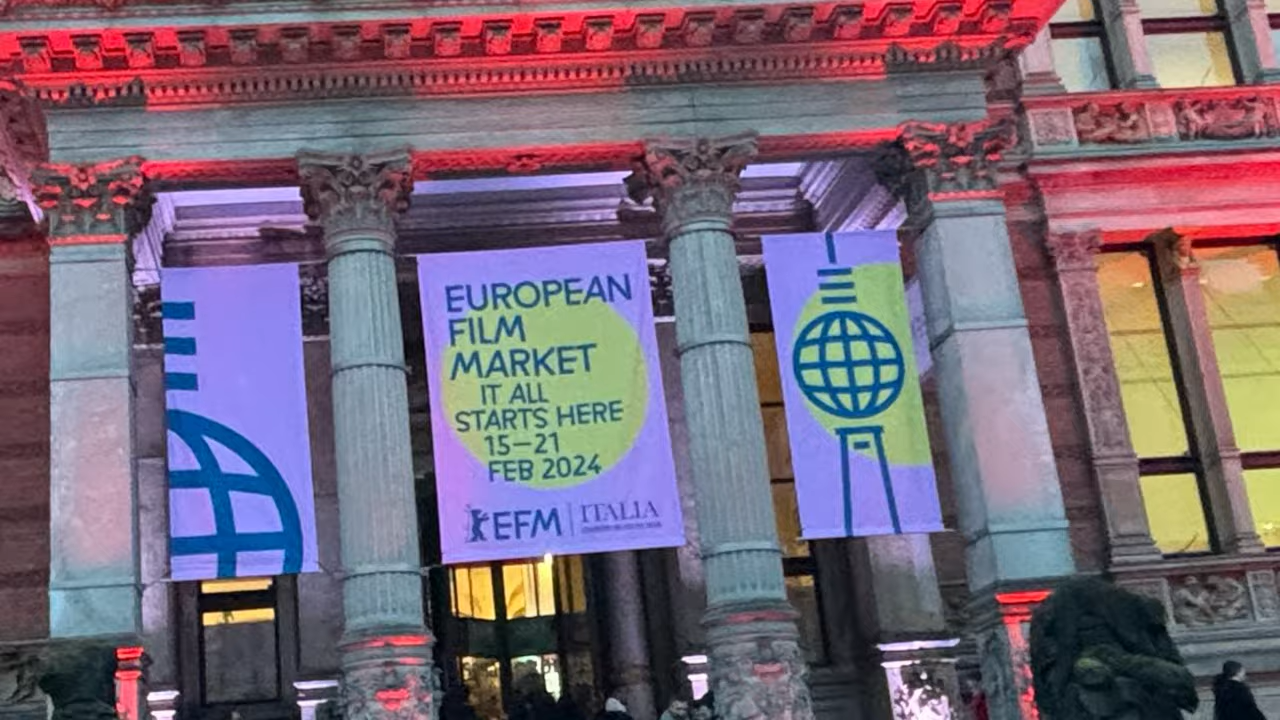 EUROPEAN
FILM
MARKET
IT ALL
STARTS HERE
15–21
FEB 2024
EFM | ITALIA